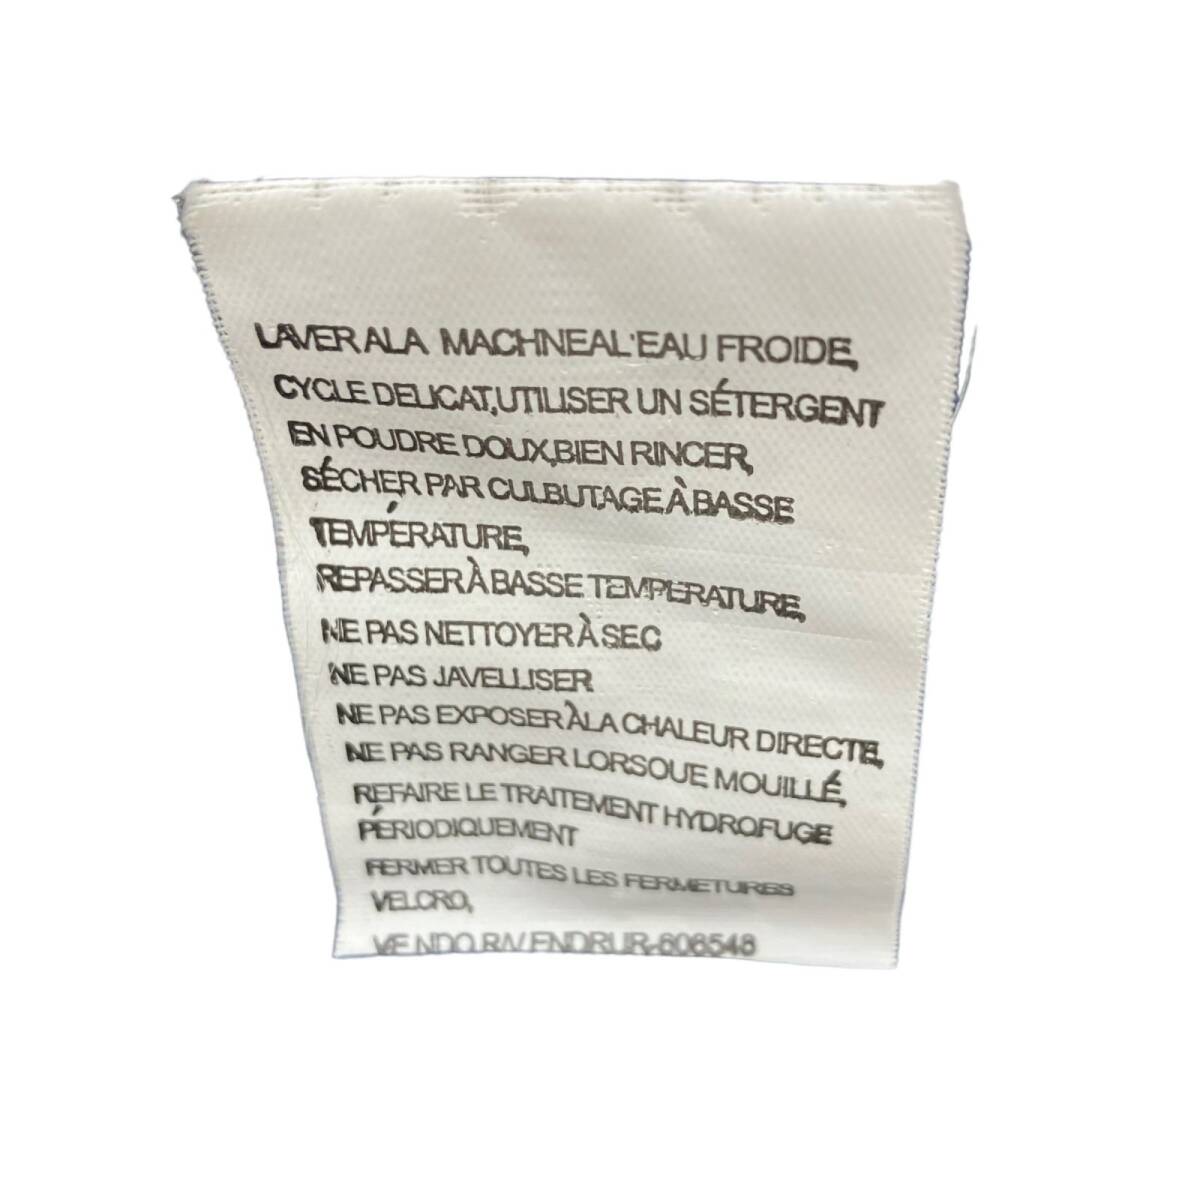 LAVER ALA MACHNEAL'EAU FROIDE,
CYCLE DELICAT,UTILISER UN SÉTERGENT
EN POUDRE DOUX,BIEN RINCER,
SÉCHER PAR CULBUTAGE À BASSE
TEMPÉRATURE,
REPASSER À BASSE TEMPERATURE,
NE PAS NETTOYER À SEC
NE PAS JAVELLISER
NE PAS EXPOSER ÀLA CHALEUR DIRECTE,
NE PAS RANGER LORSOUE MOUILLÉ,
REFAIRE LE TRAITEMENT HYDROFUGE
PÉRIODIQUEMENT
FERMER TOUTES LES FERMETURES
VELCRO,
606548